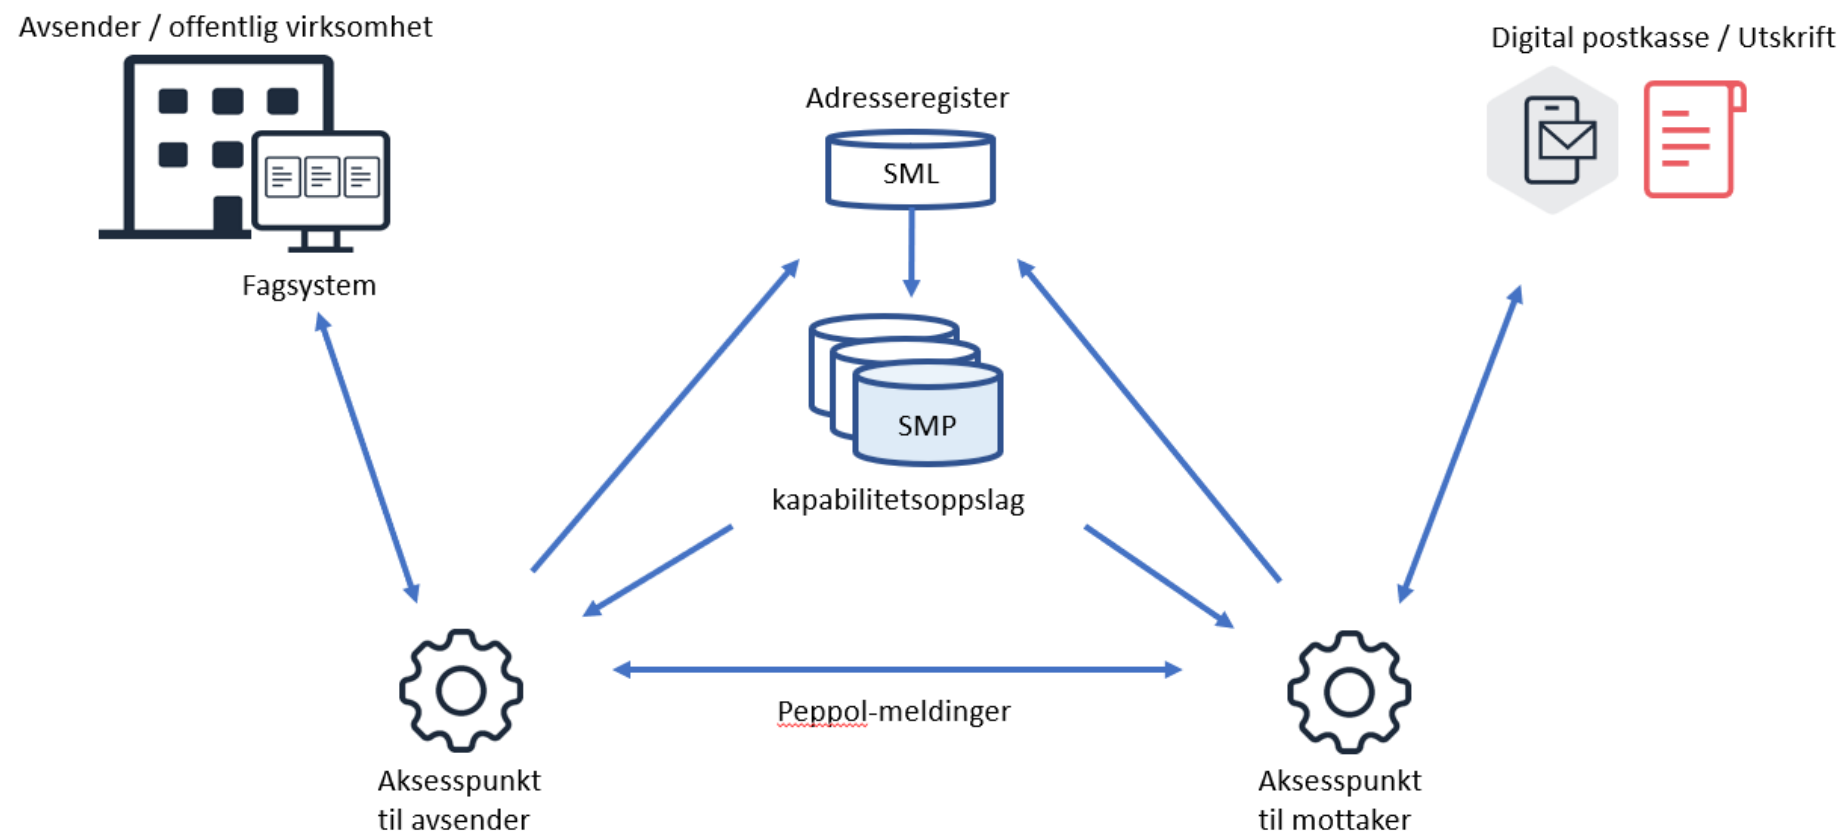 Avsender / offentlig virksomhet
Digital postkasse / Utskrift
Adresseregister
SML
Fagsystem
SMP
kapabilitetsoppslag
Peppol-meldinger
Aksesspunkt
til avsender
Aksesspunkt
til mottaker